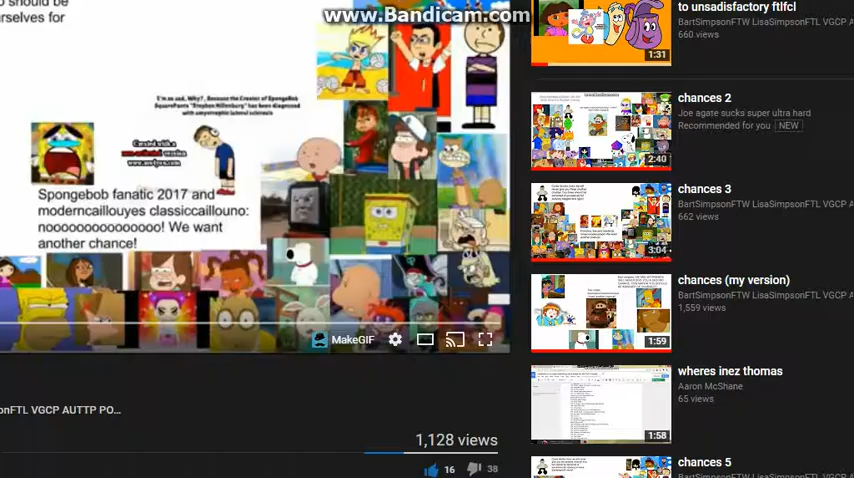 www.Bandicam.com
o should be
rselves for
I'm so sad, Why?, Because the Creator of SpongeBob
SquarePants "Stephen Hillenburg" has been diagnosed
with amyotrophic lateral sclerosis
Spongebob fanatic 2017 and
moderncaillouyes classiccaillouno:
nooooooooooooooo! We want
another chance!
MakeGIF
onFTL VGCP AUTTP PO...
1,128 views
16
38
to unsadisfactory ftlfcl
BartSimpsonFTW LisaSimpsonFTL VGCP A
660 views
1:31
chances 2
Joe agate sucks super ultra hard
Recommended for you NEW
2:40
chances 3
BartSimpsonFTW LisaSimpsonFTL VGCP A
662 views
3:04
chances (my version)
BartSimpsonFTW LisaSimpsonFTL VGCP A
1,559 views
1:59
wheres inez thomas
Aaron McShane
65 views
1:58
chances 5
BartSimpsonFTW LisaSimpsonFTL VGCP A